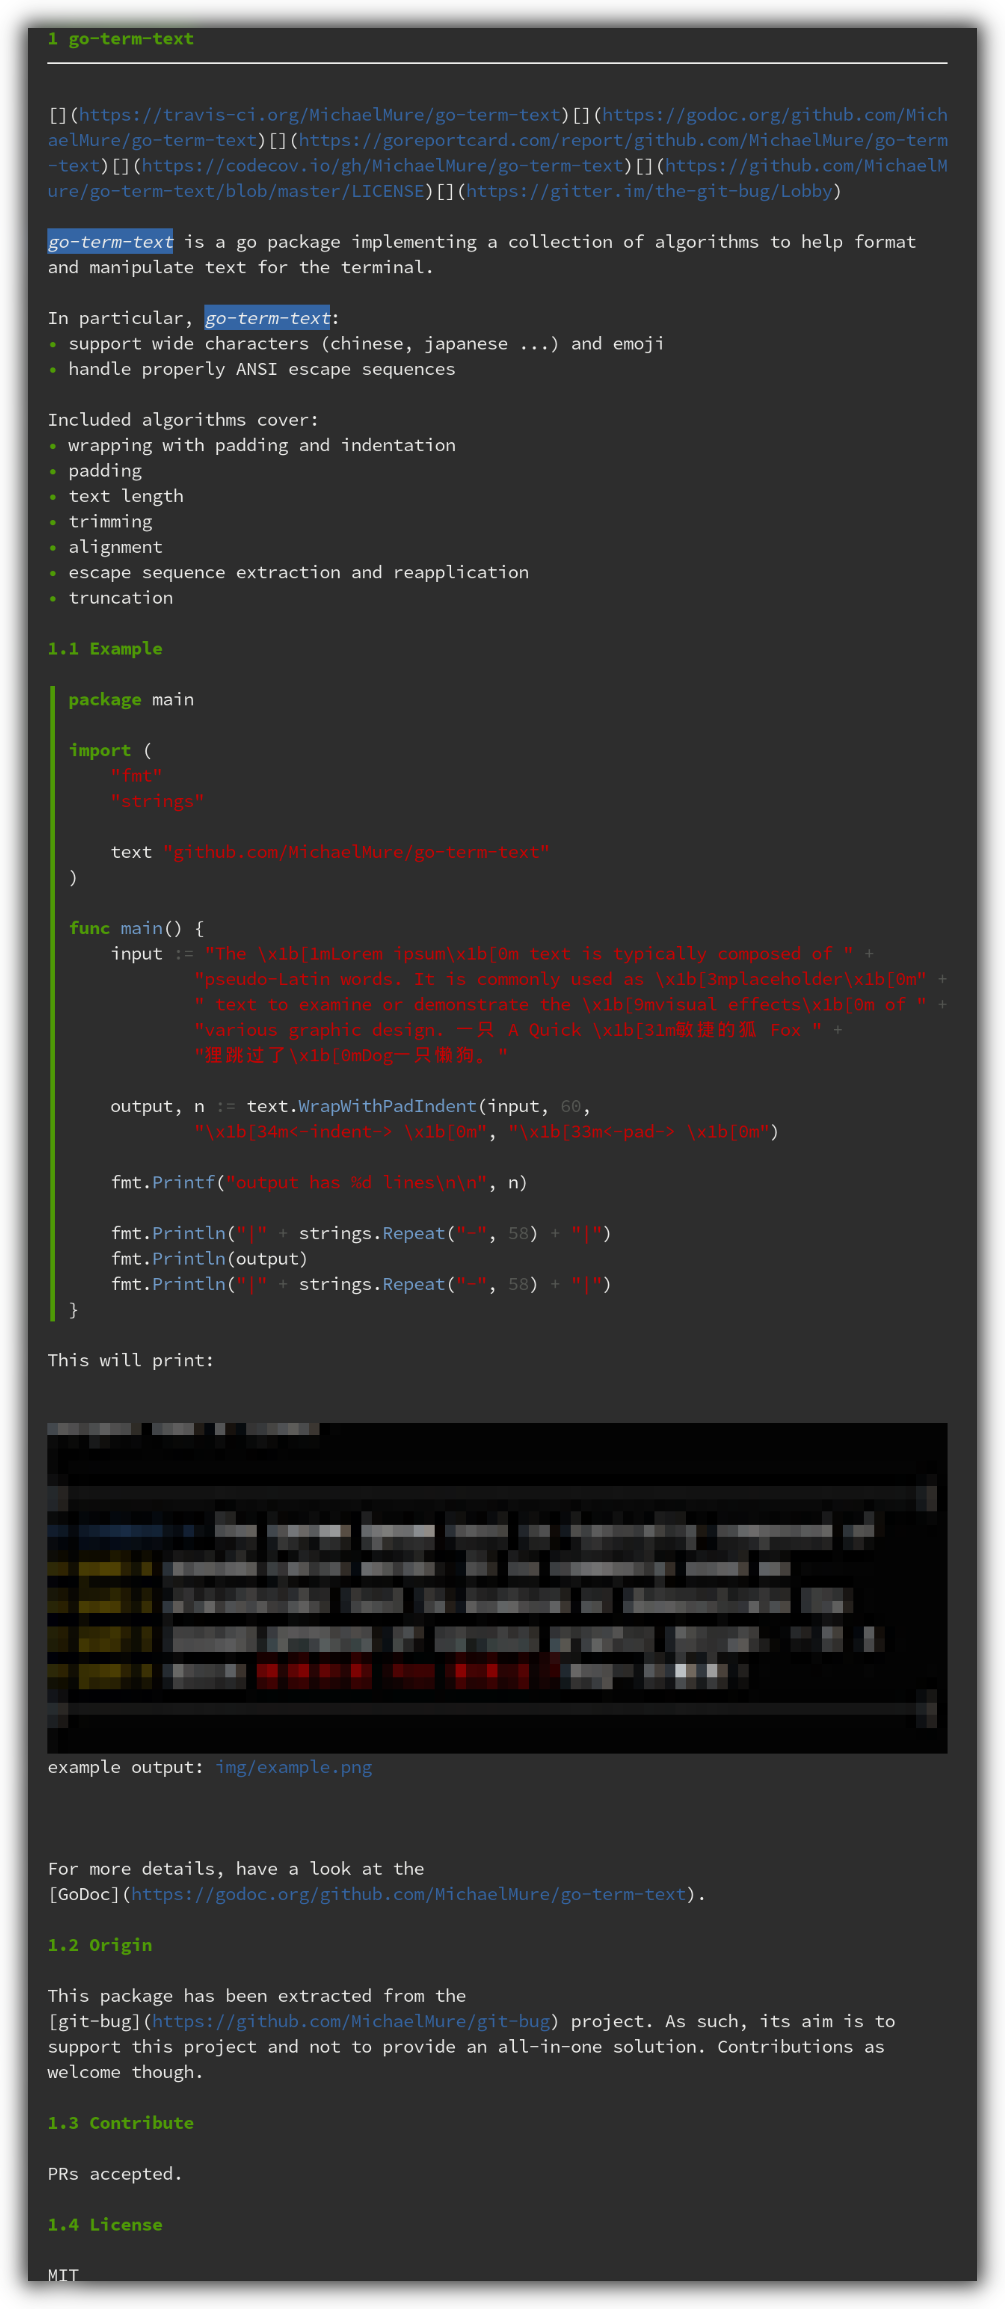 1 go-term-text
[](https://travis-ci.org/MichaelMure/go-term-text)[](https://godoc.org/github.com/Mich
aelMure/go-term-text)[](https://goreportcard.com/report/github.com/MichaelMure/go-term
-text)[](https://codecov.io/gh/MichaelMure/go-term-text)[](https://github.com/MichaelM
ure/go-term-text/blob/master/LICENSE)[](https://gitter.im/the-git-bug/Lobby)
go-term-text is a go package implementing a collection of algorithms to help format
and manipulate text for the terminal.
In particular, go-term-text:
• support wide characters (chinese, japanese ...) and emoji
• handle properly ANSI escape sequences
Included algorithms cover:
• wrapping with padding and indentation
• padding
• text length
• trimming
• alignment
• escape sequence extraction and reapplication
• truncation
1.1 Example
package main
import (
"fmt"
"strings"
text "github.com/MichaelMure/go-term-text"
)
func main() {
input := "The \x1b[1mLorem ipsum\x1b[0m text is typically composed of " +
"pseudo-Latin words. It is commonly used as \x1b[3mplaceholder\x1b[0m" +
" text to examine or demonstrate the \x1b[9mvisual effects\x1b[0m of " +
"various graphic design. 一只 A Quick \x1b[31m敏捷的狐 Fox " +
"狸跳过了\x1b[0mDog一只懒狗。"
output, n := text.WrapWithPadIndent(input, 60,
"\x1b[34m<-indent-> \x1b[0m", "\x1b[33m<-pad-> \x1b[0m")
fmt.Printf("output has %d lines\n\n", n)
fmt.Println("|" + strings.Repeat("-", 58) + "|")
fmt.Println(output)
fmt.Println("|" + strings.Repeat("-", 58) + "|")
}
This will print:
example output: img/example.png
For more details, have a look at the
[GoDoc](https://godoc.org/github.com/MichaelMure/go-term-text).
1.2 Origin
This package has been extracted from the
[git-bug](https://github.com/MichaelMure/git-bug) project. As such, its aim is to
support this project and not to provide an all-in-one solution. Contributions as
welcome though.
1.3 Contribute
PRs accepted.
1.4 License
MIT